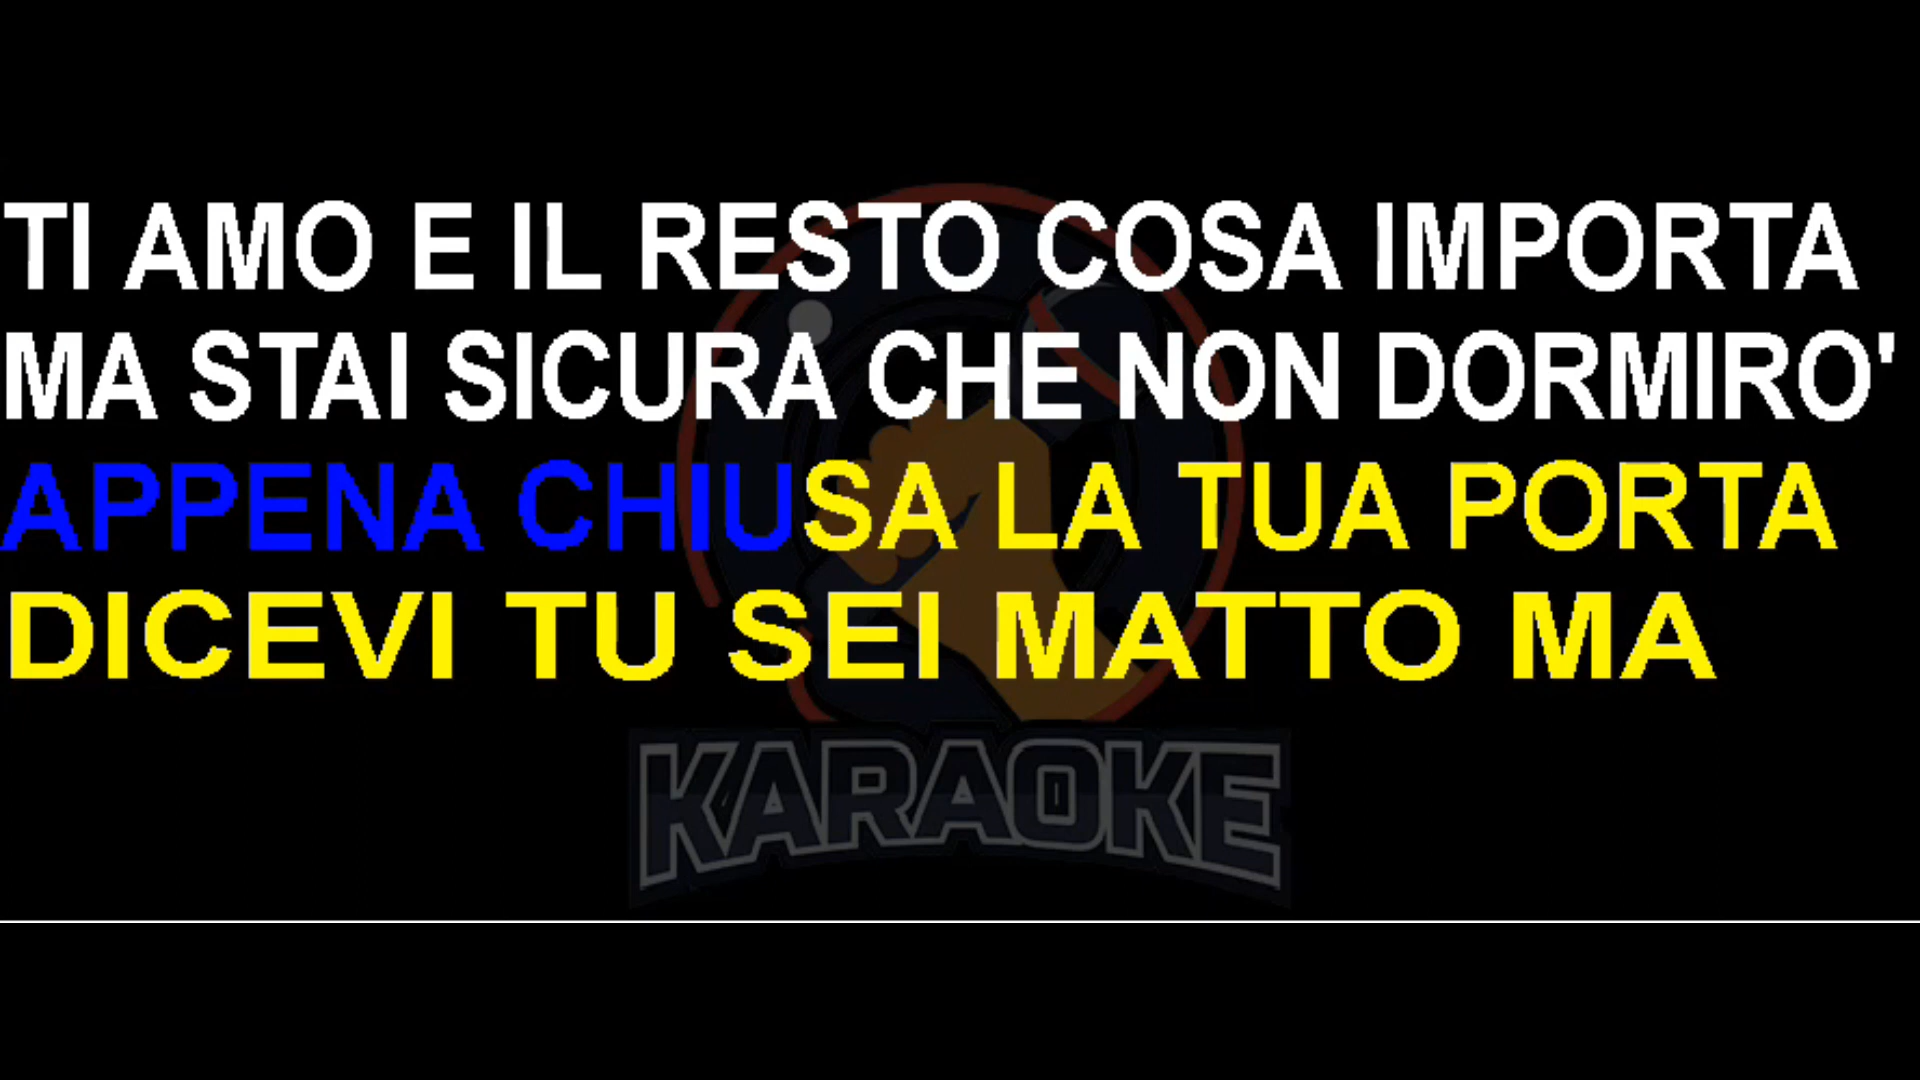 TI AMO E IL RESTO COSA IMPORTA
MA STAI SICURA CHE NON DORMIRO'
APPENA CHIUSA LA TUA PORTA
DICEVI TU SEI MATTO MA
KARAOKE